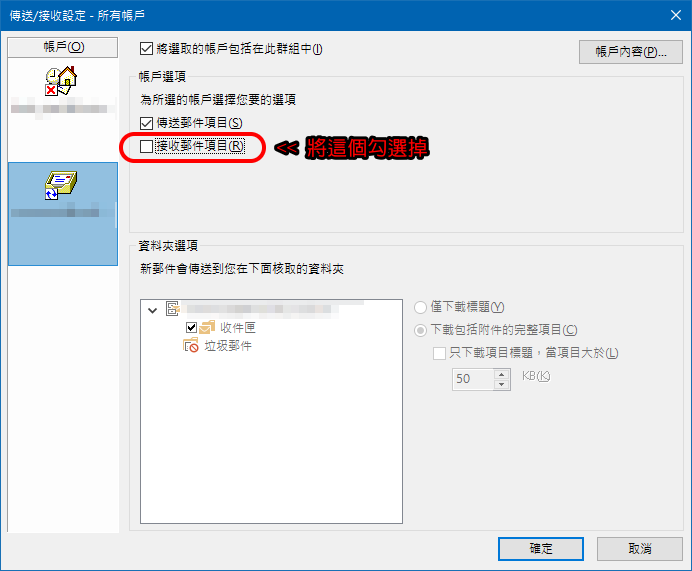 傳送/接收設定 - 所有帳戶
帳戶(O)
將選取的帳戶包括在此群組中(I)
帳戶內容(P)...
帳戶選項
為所選的帳戶選擇您要的選項
傳送郵件項目(S)
接收郵件項目(R)
<< 將這個勾選掉
資料夾選項
新郵件會傳送到您在下面核取的資料夾
收件匣
垃圾郵件
僅下載標題(Y)
下載包括附件的完整項目(C)
只下載項目標題，當項目大於(L)
50
KB(K)
確定
取消